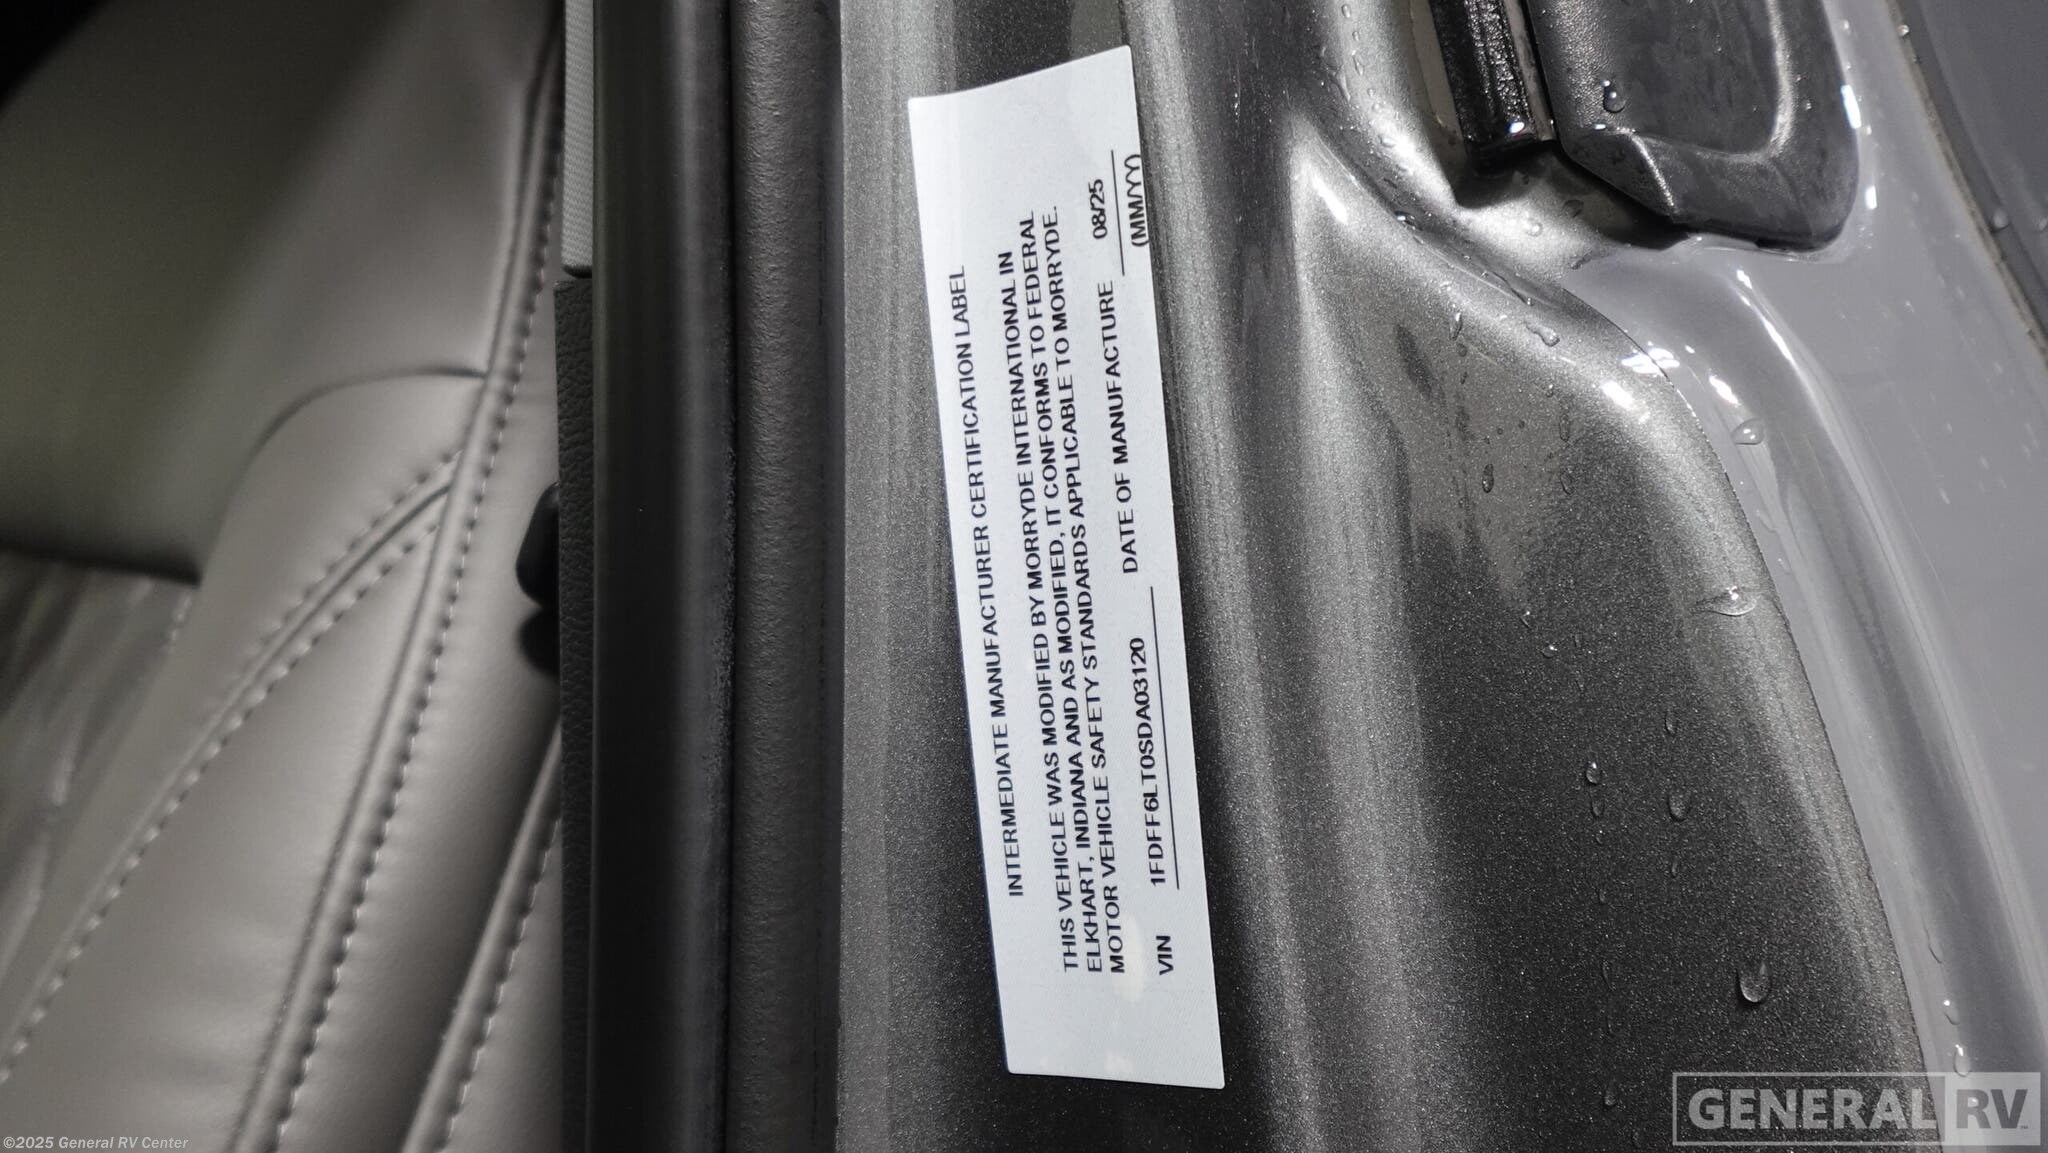 INTERMEDIATE MANUFACTURER CERTIFICATION LABEL
THIS VEHICLE WAS MODIFIED BY MORRYDE INTERNATIONAL IN
ELKHART, INDIANA AND AS MODIFIED, IT CONFORMS TO FEDERAL
MOTOR VEHICLE SAFETY STANDARDS APPLICABLE TO MORRYDE.
VIN 1FDFF6LT0SDA03120 DATE OF MANUFACTURE 08/25
(MM/YY)
©2025 General RV Center
GENERAL RV